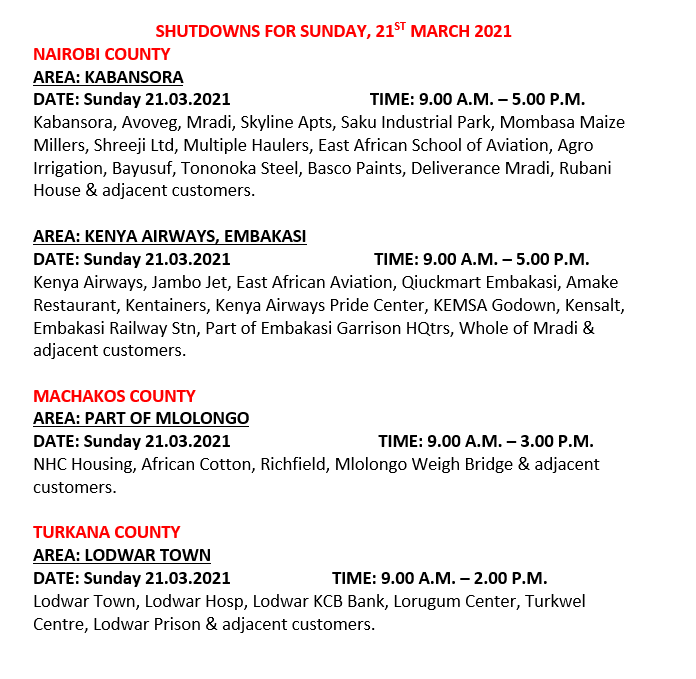 SHUTDOWNS FOR SUNDAY, 21ST MARCH 2021
NAIROBI COUNTY
AREA: KABANSORA
DATE: Sunday 21.03.2021 TIME: 9.00 A.M. – 5.00 P.M.
Kabansora, Avoveg, Mradi, Skyline Apts, Saku Industrial Park, Mombasa Maize
Millers, Shreeji Ltd, Multiple Haulers, East African School of Aviation, Agro
Irrigation, Bayusuf, Tononoka Steel, Basco Paints, Deliverance Mradi, Rubani
House & adjacent customers.
AREA: KENYA AIRWAYS, EMBAKASI
DATE: Sunday 21.03.2021 TIME: 9.00 A.M. – 5.00 P.M.
Kenya Airways, Jambo Jet, East African Aviation, Qiuckmart Embakasi, Amake
Restaurant, Kentainers, Kenya Airways Pride Center, KEMSA Godown, Kensalt,
Embakasi Railway Stn, Part of Embakasi Garrison HQtrs, Whole of Mradi &
adjacent customers.
MACHAKOS COUNTY
AREA: PART OF MLOLONGO
DATE: Sunday 21.03.2021 TIME: 9.00 A.M. – 3.00 P.M.
NHC Housing, African Cotton, Richfield, Mlolongo Weigh Bridge & adjacent
customers.
TURKANA COUNTY
AREA: LODWAR TOWN
DATE: Sunday 21.03.2021 TIME: 9.00 A.M. – 2.00 P.M.
Lodwar Town, Lodwar Hosp, Lodwar KCB Bank, Lorugum Center, Turkwel
Centre, Lodwar Prison & adjacent customers.